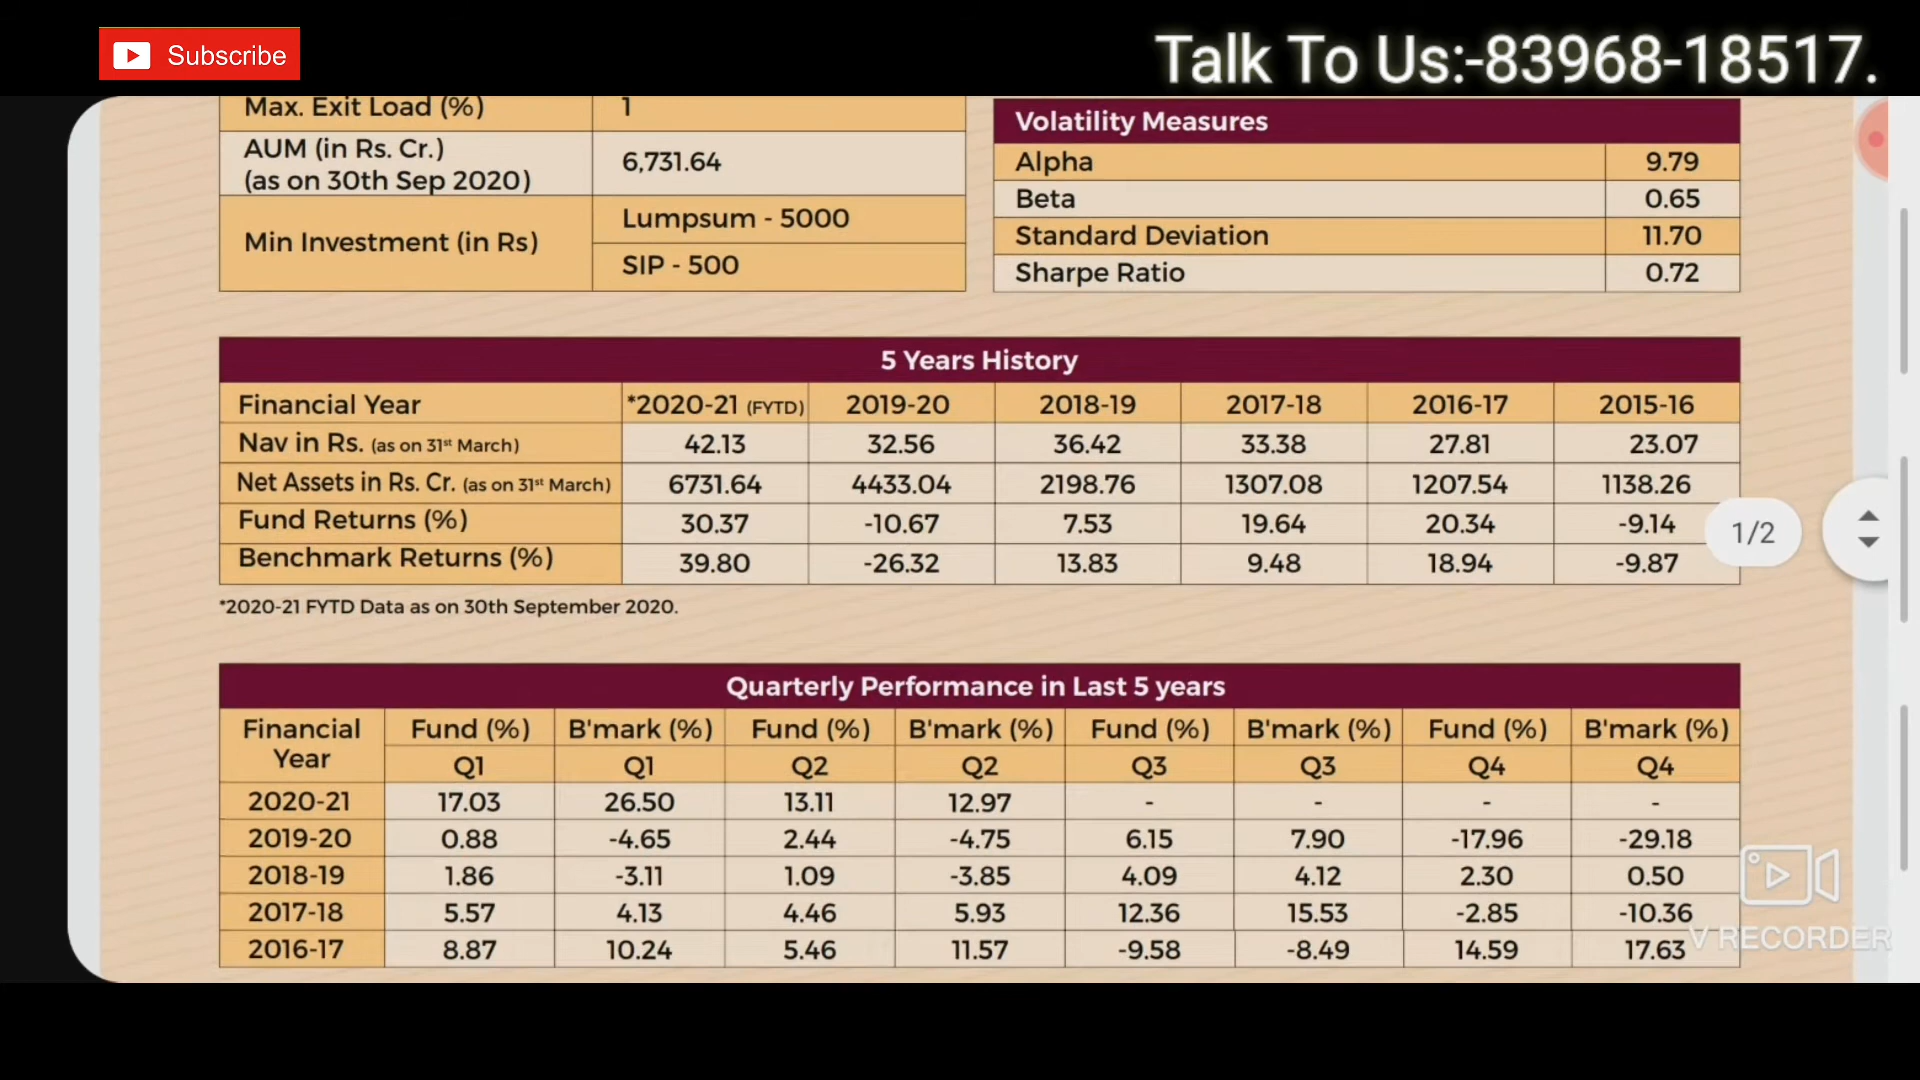 Subscribe
Talk To Us:-83968-18517.
Max. Exit Load (%) 1
AUM (in Rs. Cr.)
(as on 30th Sep 2020) 6,731.64
Min Investment (in Rs) Lumpsum - 5000
SIP - 500
Volatility Measures
Alpha 9.79
Beta 0.65
Standard Deviation 11.70
Sharpe Ratio 0.72
5 Years History
Financial Year *2020-21 (FYTD) 2019-20 2018-19 2017-18 2016-17 2015-16
Nav in Rs. (as on 31st March) 42.13 32.56 36.42 33.38 27.81 23.07
Net Assets in Rs. Cr. (as on 31st March) 6731.64 4433.04 2198.76 1307.08 1207.54 1138.26
Fund Returns (%) 30.37 -10.67 7.53 19.64 20.34 -9.14
Benchmark Returns (%) 39.80 -26.32 13.83 9.48 18.94 -9.87
1/2
*2020-21 FYTD Data as on 30th September 2020.
Quarterly Performance in Last 5 years
Financial Year Fund (%) B'mark (%) Fund (%) B'mark (%) Fund (%) B'mark (%) Fund (%) B'mark (%)
Q1 Q1 Q2 Q2 Q3 Q3 Q4 Q4
2020-21 17.03 26.50 13.11 12.97 - - - -
2019-20 0.88 -4.65 2.44 -4.75 6.15 7.90 -17.96 -29.18
2018-19 1.86 -3.11 1.09 -3.85 4.09 4.12 2.30 0.50
2017-18 5.57 4.13 4.46 5.93 12.36 15.53 -2.85 -10.36
2016-17 8.87 10.24 5.46 11.57 -9.58 -8.49 14.59 17.63
V RECORDER